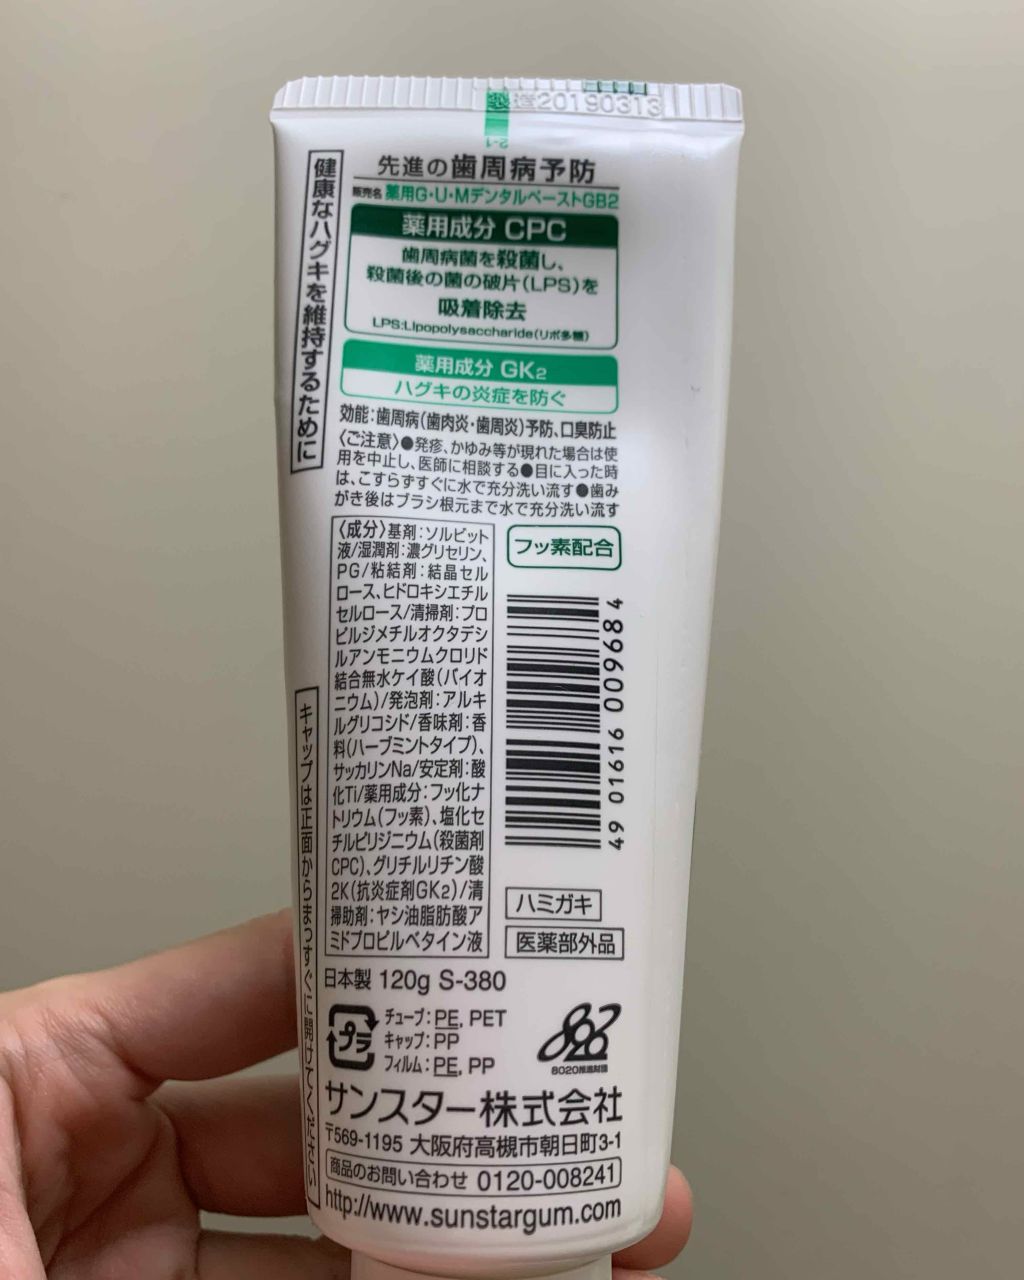 製造20190313
1-2
先進の歯周病予防
販売名 薬用G・U・MデンタルペーストGB2
薬用成分 CPC
歯周病菌を殺菌し、
殺菌後の菌の破片(LPS)を
吸着除去
LPS:Lipopolysaccharide(リポ多糖)
薬用成分 GK2
ハグキの炎症を防ぐ
効能:歯周病(歯肉炎・歯周炎)予防、口臭防止
〈ご注意〉●発疹、かゆみ等が現れた場合は使
用を中止し、医師に相談する●目に入った時
は、こすらずすぐに水で充分洗い流す●歯み
がき後はブラシ根元まで水で充分洗い流す
健康なハグキを維持するために
〈成分〉基剤:ソルビット
液/湿潤剤:濃グリセリン、
PG/粘結剤:結晶セル
ロース、ヒドロキシエチル
セルロース/清掃剤:プロ
ピルジメチルオクタデシ
ルアンモニウムクロリド
結合無水ケイ酸(バイオ
ニウム)/発泡剤:アルキ
ルグリコシド/香味剤:香
料(ハーブミントタイプ)、
サッカリンNa/安定剤:酸
化Ti/薬用成分:フッ化ナ
トリウム(フッ素)、塩化セ
チルピリジニウム(殺菌剤
CPC)、グリチルリチン酸
2K(抗炎症剤GK2)/清
掃助剤:ヤシ油脂肪酸ア
ミドプロピルベタイン液
フッ素配合
49 01616 009684
ハミガキ
医薬部外品
キャップは正面からまっすぐに開けてください
日本製 120g S-380
プラ
チューブ:PE, PET
キャップ:PP
フィルム:PE, PP
8020
8020推進財団
サンスター株式会社
〒569-1195 大阪府高槻市朝日町3-1
商品のお問い合わせ 0120-008241
http://www.sunstargum.com